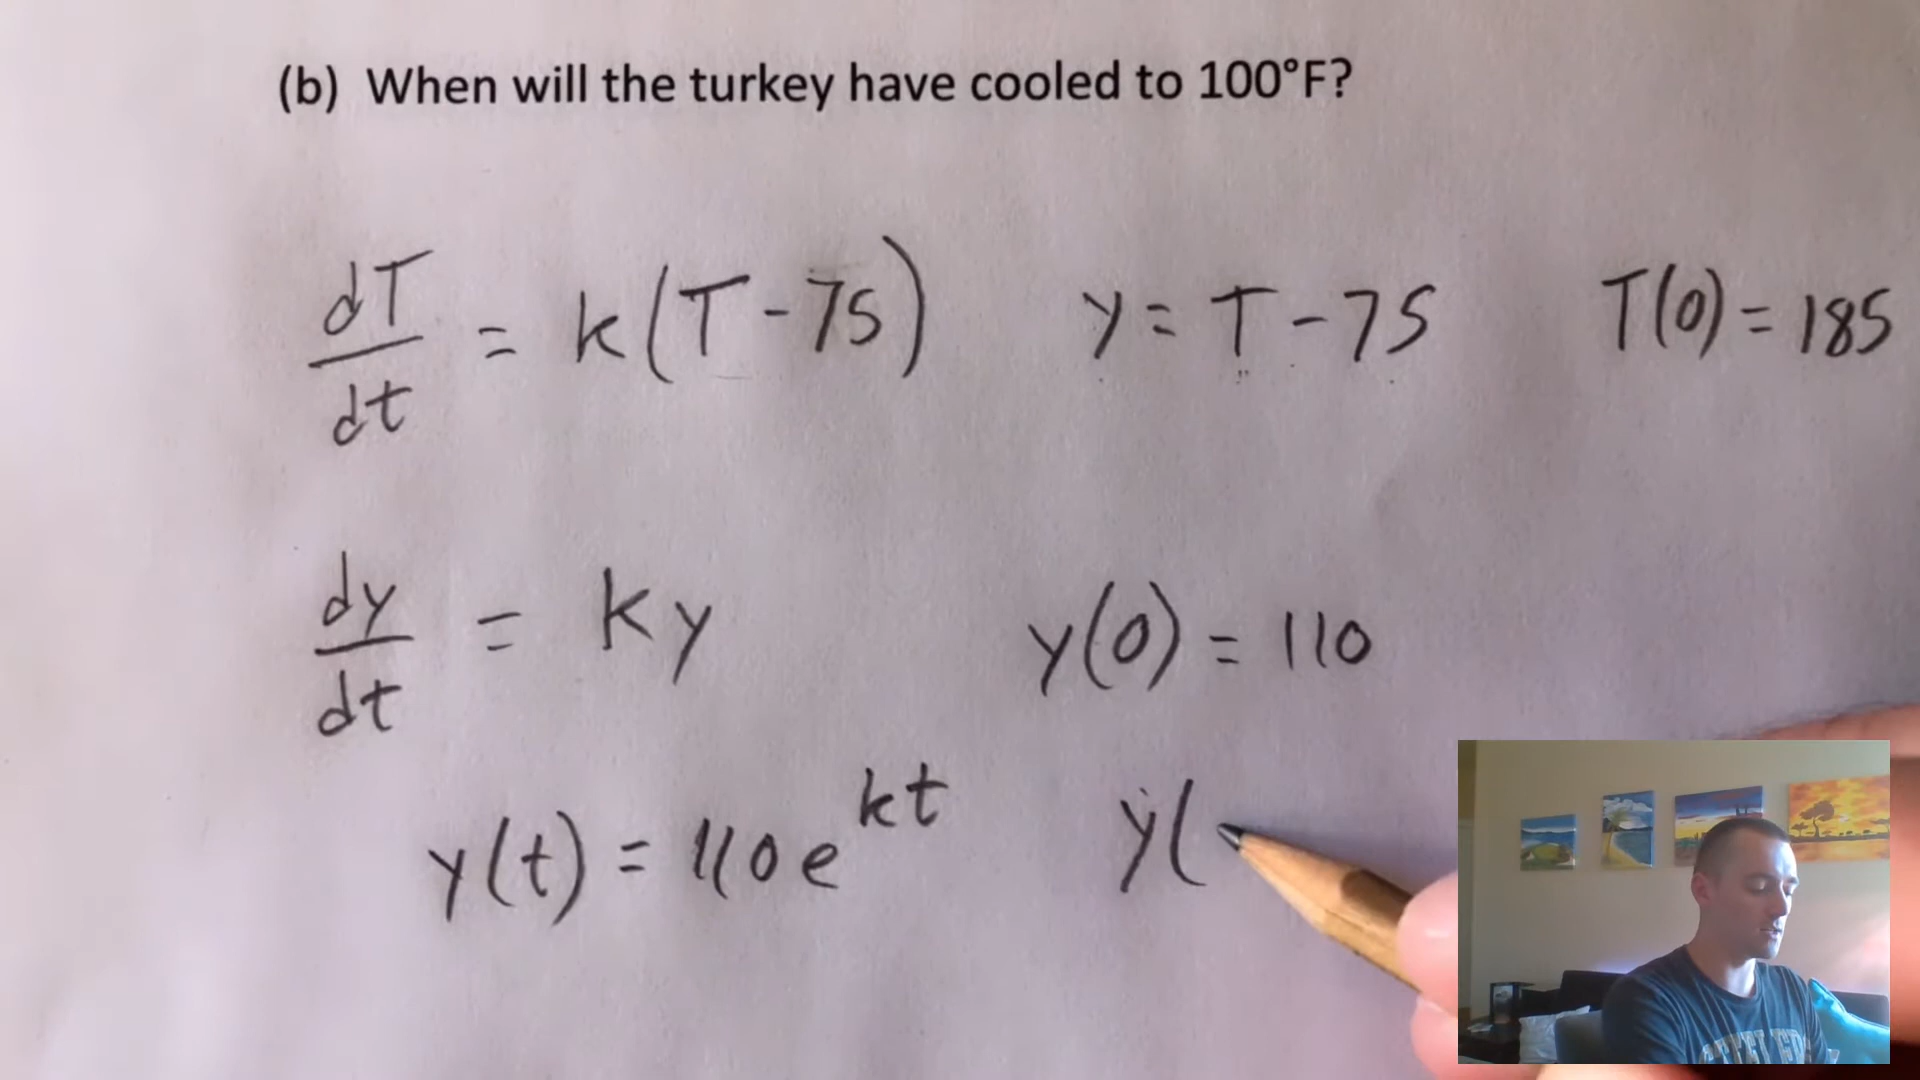 (b) When will the turkey have cooled to 100°F?
dT/dt = k(T-75) y = T-75 T(0) = 185
dy/dt = ky y(0) = 110
y(t) = 110e^kt y(